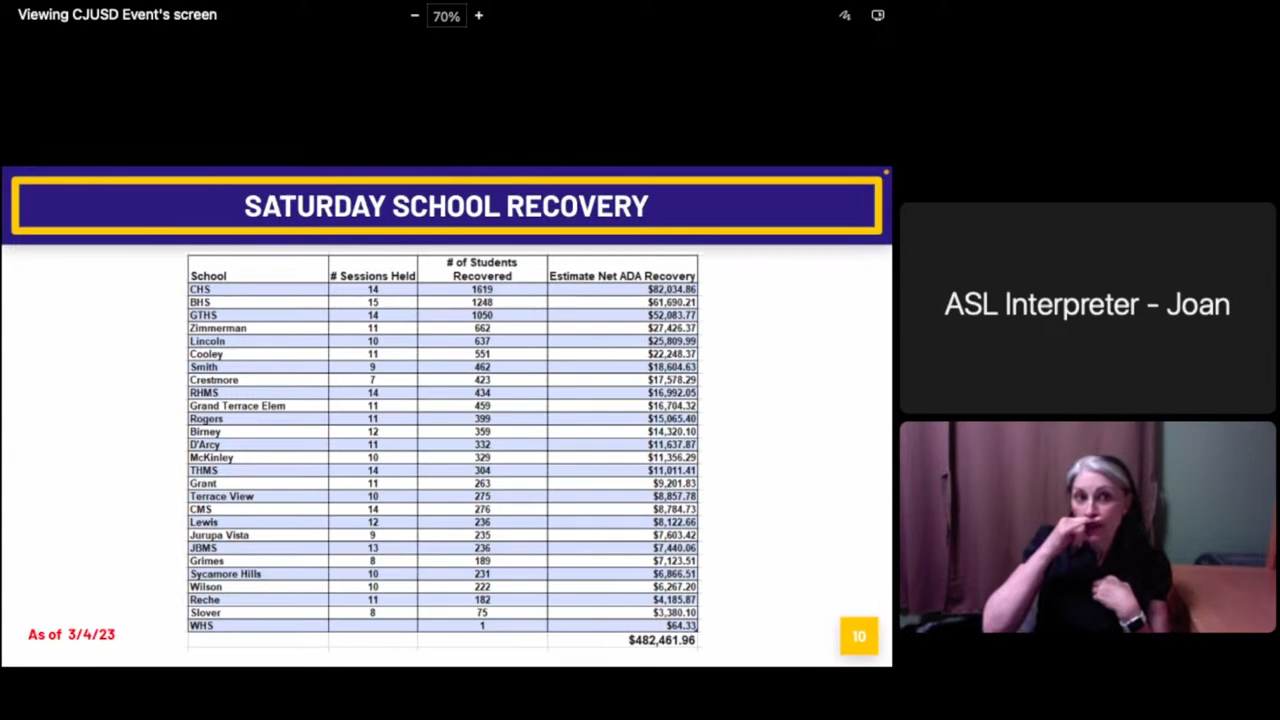 Viewing CJUSD Event's screen
− 70% +
SATURDAY SCHOOL RECOVERY
School # Sessions Held # of Students Recovered Estimate Net ADA Recovery
CHS 14 1619 $82,034.86
BHS 15 1248 $61,690.21
GTHS 14 1050 $52,083.77
Zimmerman 11 662 $27,426.37
Lincoln 10 637 $25,809.99
Cooley 11 551 $22,248.37
Smith 9 462 $18,604.63
Crestmore 7 423 $17,578.29
RHMS 14 434 $16,992.05
Grand Terrace Elem 11 459 $16,704.32
Rogers 11 399 $15,065.40
Birney 12 359 $14,320.10
D'Arcy 11 332 $11,637.87
McKinley 10 329 $11,356.29
THMS 14 304 $11,011.41
Grant 11 263 $9,201.83
Terrace View 10 275 $8,857.78
CMS 14 276 $8,784.73
Lewis 12 236 $8,122.66
Jurupa Vista 9 235 $7,603.42
JBMS 13 236 $7,440.06
Grimes 8 189 $7,123.51
Sycamore Hills 10 231 $6,866.51
Wilson 10 222 $6,267.20
Reche 11 182 $4,185.87
Slover 8 75 $3,380.10
WHS 1 $64.33
$482,461.96
As of 3/4/23
10
ASL Interpreter - Joan